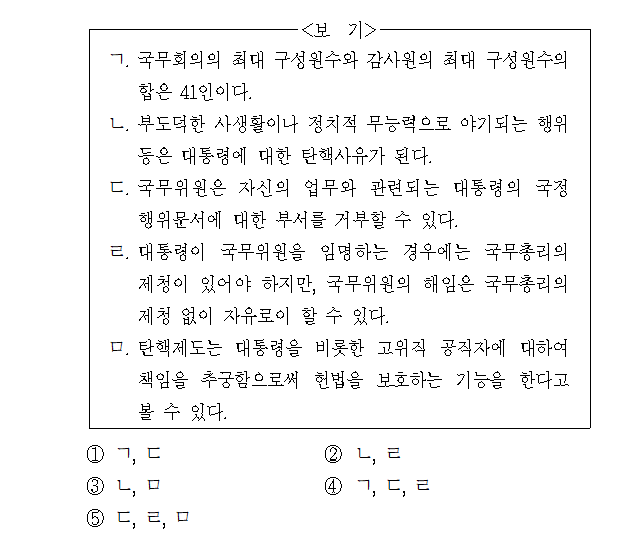 <보 기>
ㄱ. 국무회의의 최대 구성원수와 감사원의 최대 구성원수의
합은 41인이다.
ㄴ. 부도덕한 사생활이나 정치적 무능력으로 야기되는 행위
등은 대통령에 대한 탄핵사유가 된다.
ㄷ. 국무위원은 자신의 업무와 관련되는 대통령의 국정
행위문서에 대한 부서를 거부할 수 있다.
ㄹ. 대통령이 국무위원을 임명하는 경우에는 국무총리의
제청이 있어야 하지만, 국무위원의 해임은 국무총리의
제청 없이 자유로이 할 수 있다.
ㅁ. 탄핵제도는 대통령을 비롯한 고위직 공직자에 대하여
책임을 추궁함으로써 헌법을 보호하는 기능을 한다고
볼 수 있다.
① ㄱ, ㄷ ② ㄴ, ㄹ
③ ㄴ, ㅁ ④ ㄱ, ㄷ, ㄹ
⑤ ㄷ, ㄹ, ㅁ